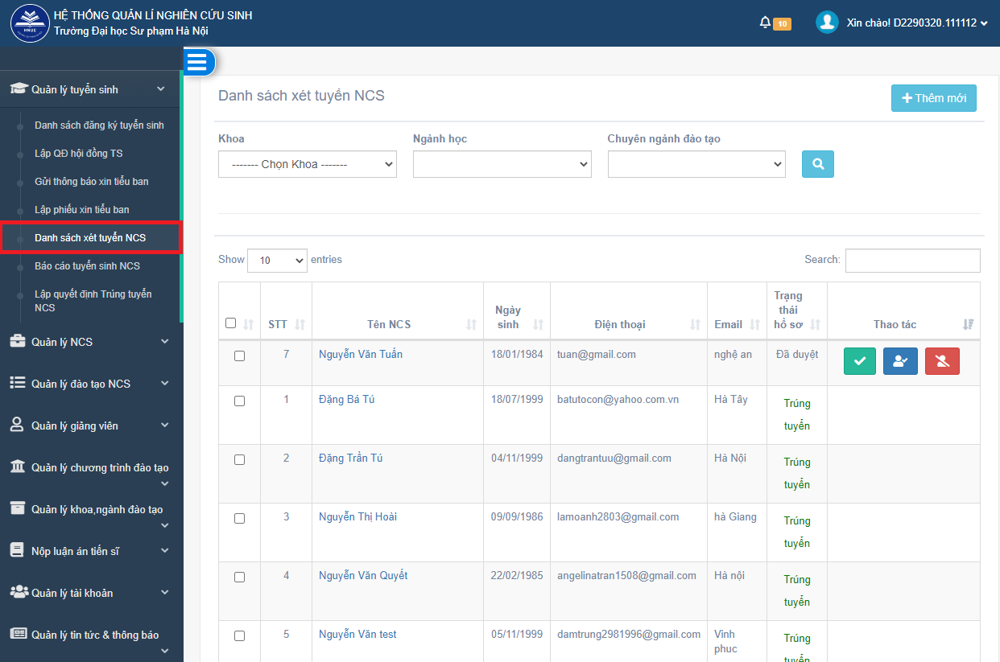 HỆ THỐNG QUẢN LÍ NGHIÊN CỨU SINH
Trường Đại học Sư phạm Hà Nội
HNUE
10
Xin chào! D2290320.111112
Quản lý tuyển sinh
Danh sách đăng ký tuyển sinh
Lập QĐ hội đồng TS
Gửi thông báo xin tiểu ban
Lập phiếu xin tiểu ban
Danh sách xét tuyển NCS
Báo cáo tuyển sinh NCS
Lập quyết định Trúng tuyển
NCS
Quản lý NCS
Quản lý đào tạo NCS
Quản lý giảng viên
Quản lý chương trình đào tạo
Quản lý khoa,ngành đào tạo
Nộp luận án tiến sĩ
Quản lý tài khoản
Quản lý tin tức & thông báo
Danh sách xét tuyển NCS
Thêm mới
Khoa
Ngành học
Chuyên ngành đào tạo
------- Chọn Khoa -------
Show 10 entries
Search:
STT
Tên NCS
Ngày
sinh
Điện thoại
Email
Trạng
thái
hồ sơ
Thao tác
7 Nguyễn Văn Tuấn 18/01/1984 tuan@gmail.com nghệ an Đã duyệt
1 Đặng Bá Tú 18/07/1999 batutocon@yahoo.com.vn Hà Tây Trúng
tuyển
2 Đặng Trần Tú 04/11/1999 dangtrantuu@gmail.com Hà Nội Trúng
tuyển
3 Nguyễn Thị Hoài 09/09/1986 lamoanh2803@gmail.com hà Giang Trúng
tuyển
4 Nguyễn Văn Quyết 22/02/1985 angelinatran1508@gmail.com Hà nội Trúng
tuyển
5 Nguyễn Văn test 05/11/1999 damtrung2981996@gmail.com Vĩnh
phuc
Trúng
tuyển